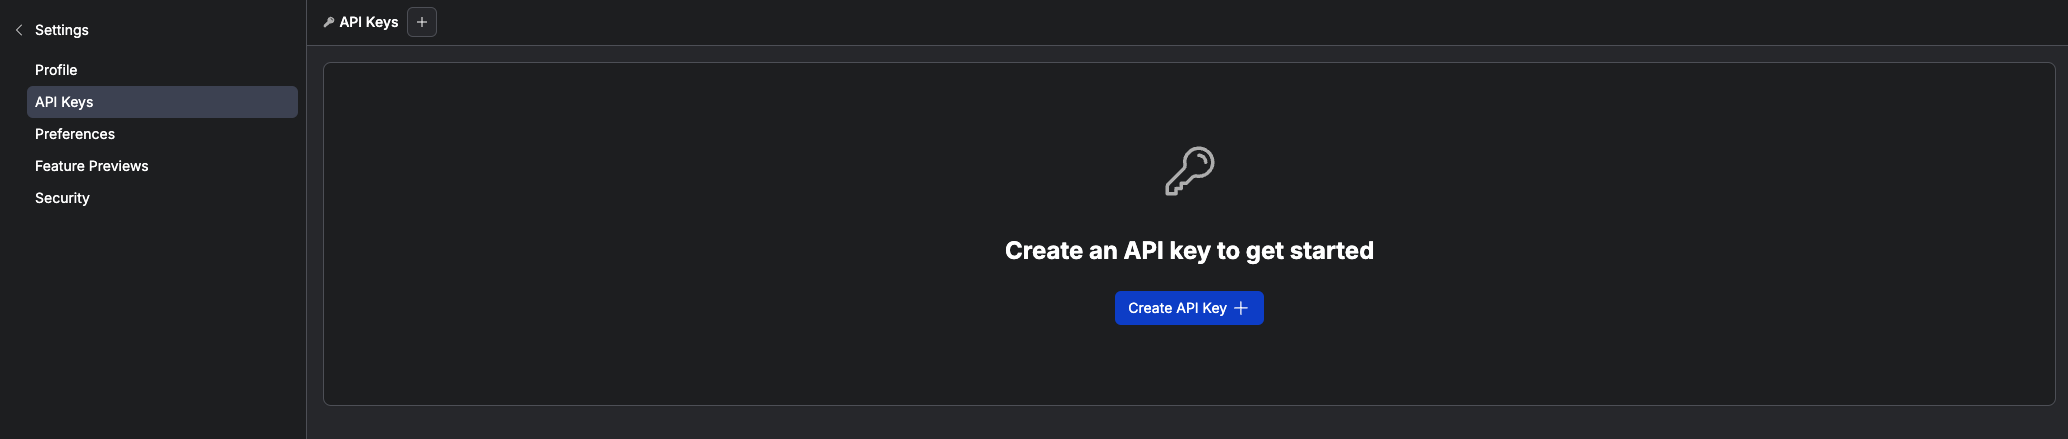 Settings
Profile
API Keys
Preferences
Feature Previews
Security
API Keys
Create an API key to get started
Create API Key